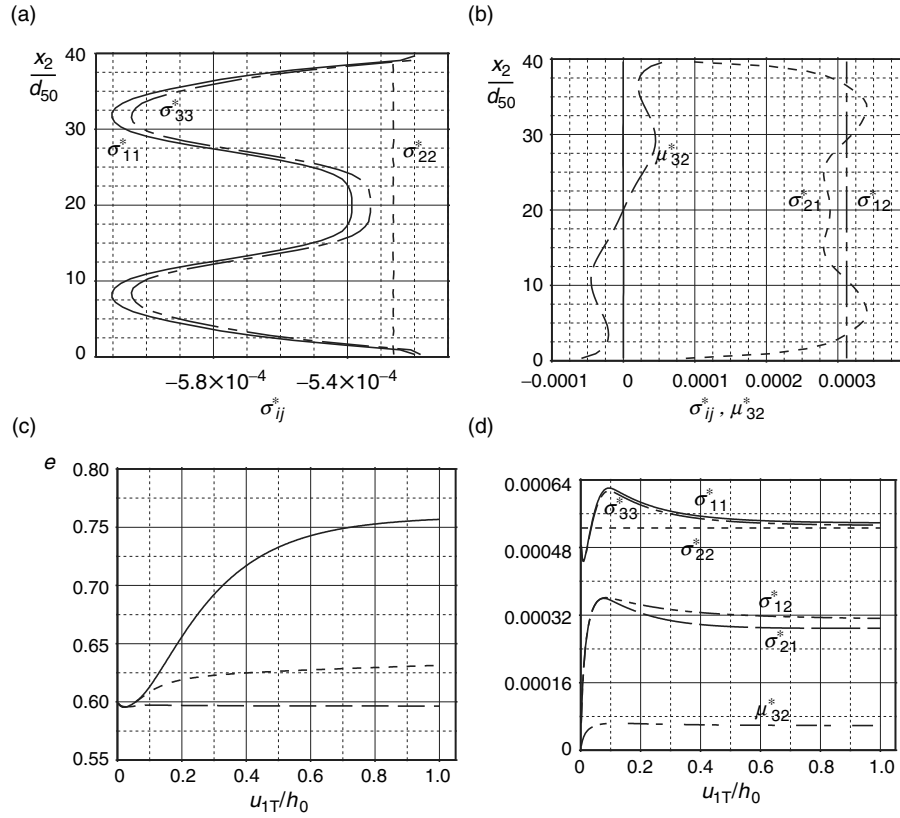 (a)
x₂
d₅₀
40
30
20
10
0
σ*₃₃
σ*₁₁
σ*₂₂
−5.8×10⁻⁴
−5.4×10⁻⁴
σ*ᵢⱼ
(b)
x₂
d₅₀
40
30
20
10
0
μ*₃₂
σ*₂₁
σ*₁₂
−0.0001
0
0.0001
0.0002
0.0003
σ*ᵢⱼ , μ*₃₂
(c)
e
0.80
0.75
0.70
0.65
0.60
0.55
0
0.2
0.4
0.6
0.8
1.0
u₁T/h₀
(d)
0.00064
0.00048
0.00032
0.00016
0
σ*₁₁
σ*₃₃
σ*₂₂
σ*₁₂
σ*₂₁
μ*₃₂
0
0.2
0.4
0.6
0.8
1.0
u₁T/h₀